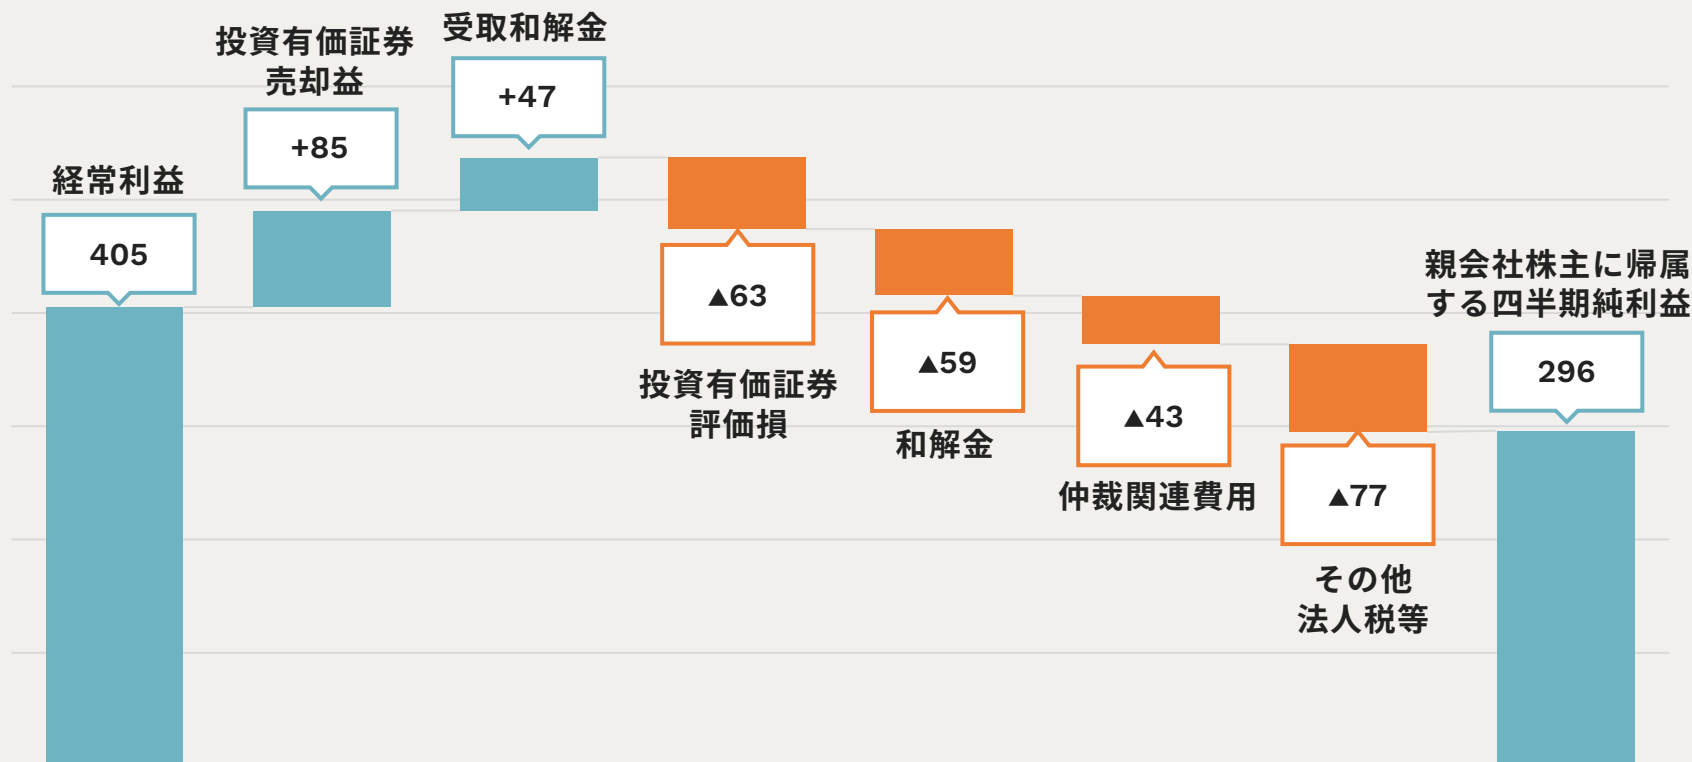 経常利益
405
投資有価証券
売却益
+85
受取和解金
+47
▲63
投資有価証券
評価損
▲59
和解金
▲43
仲裁関連費用
▲77
その他
法人税等
親会社株主に帰属
する四半期純利益
296